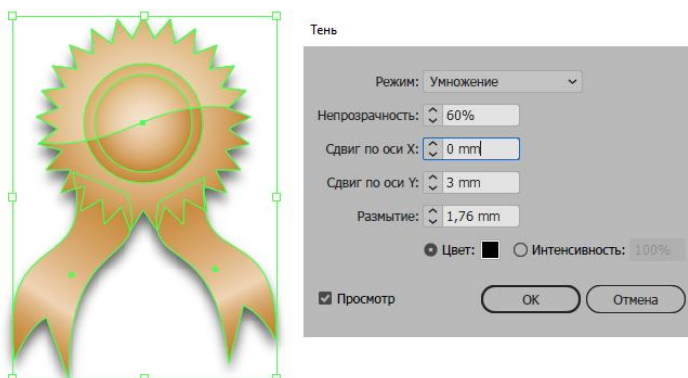 Тень
Режим: Умножение
Непрозрачность: 60%
Сдвиг по оси X: 0 mm
Сдвиг по оси Y: 3 mm
Размытие: 1,76 mm
Цвет: Интенсивность: 100%
Просмотр OK Отмена